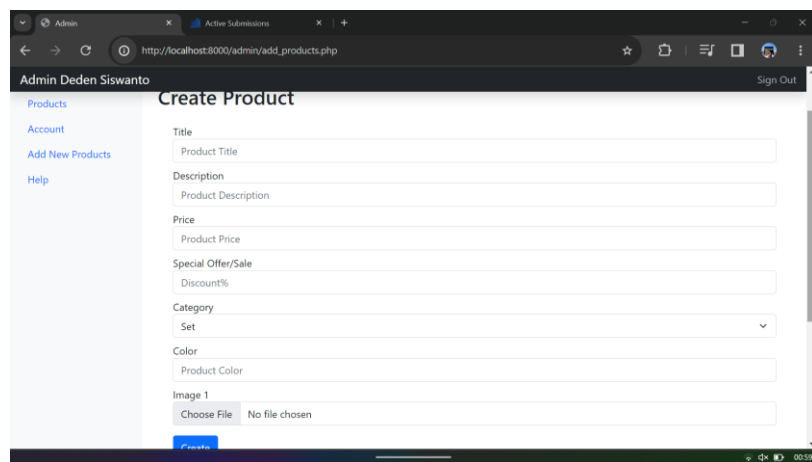 Admin
Active Submissions
http://localhost:8000/admin/add_products.php
Admin Deden Siswanto
Sign Out
Products
Account
Add New Products
Help
Create Product
Title
Product Title
Description
Product Description
Price
Product Price
Special Offer/Sale
Discount%
Category
Set
Color
Product Color
Image 1
Choose File No file chosen
Create
00:59